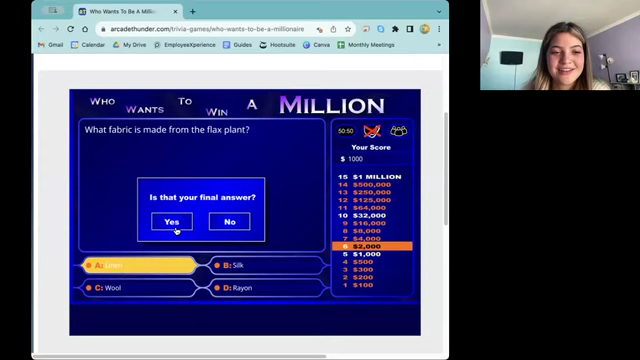 Who Wants To Be A Million
arcadethunder.com/trivia-games/who-wants-to-be-a-millionaire
Gmail Calendar My Drive EmployeeXperience Guides Hootsuite Canva Monthly Meetings
WHO WANTS TO WIN A MILLION
What fabric is made from the flax plant?
Is that your final answer?
Yes No
A: Linen B: Silk
C: Wool D: Rayon
50:50
Your Score
$ 1000
15 $1 MILLION
14 $500,000
13 $250,000
12 $125,000
11 $64,000
10 $32,000
9 $16,000
8 $8,000
7 $4,000
6 $2,000
5 $1,000
4 $500
3 $300
2 $200
1 $100